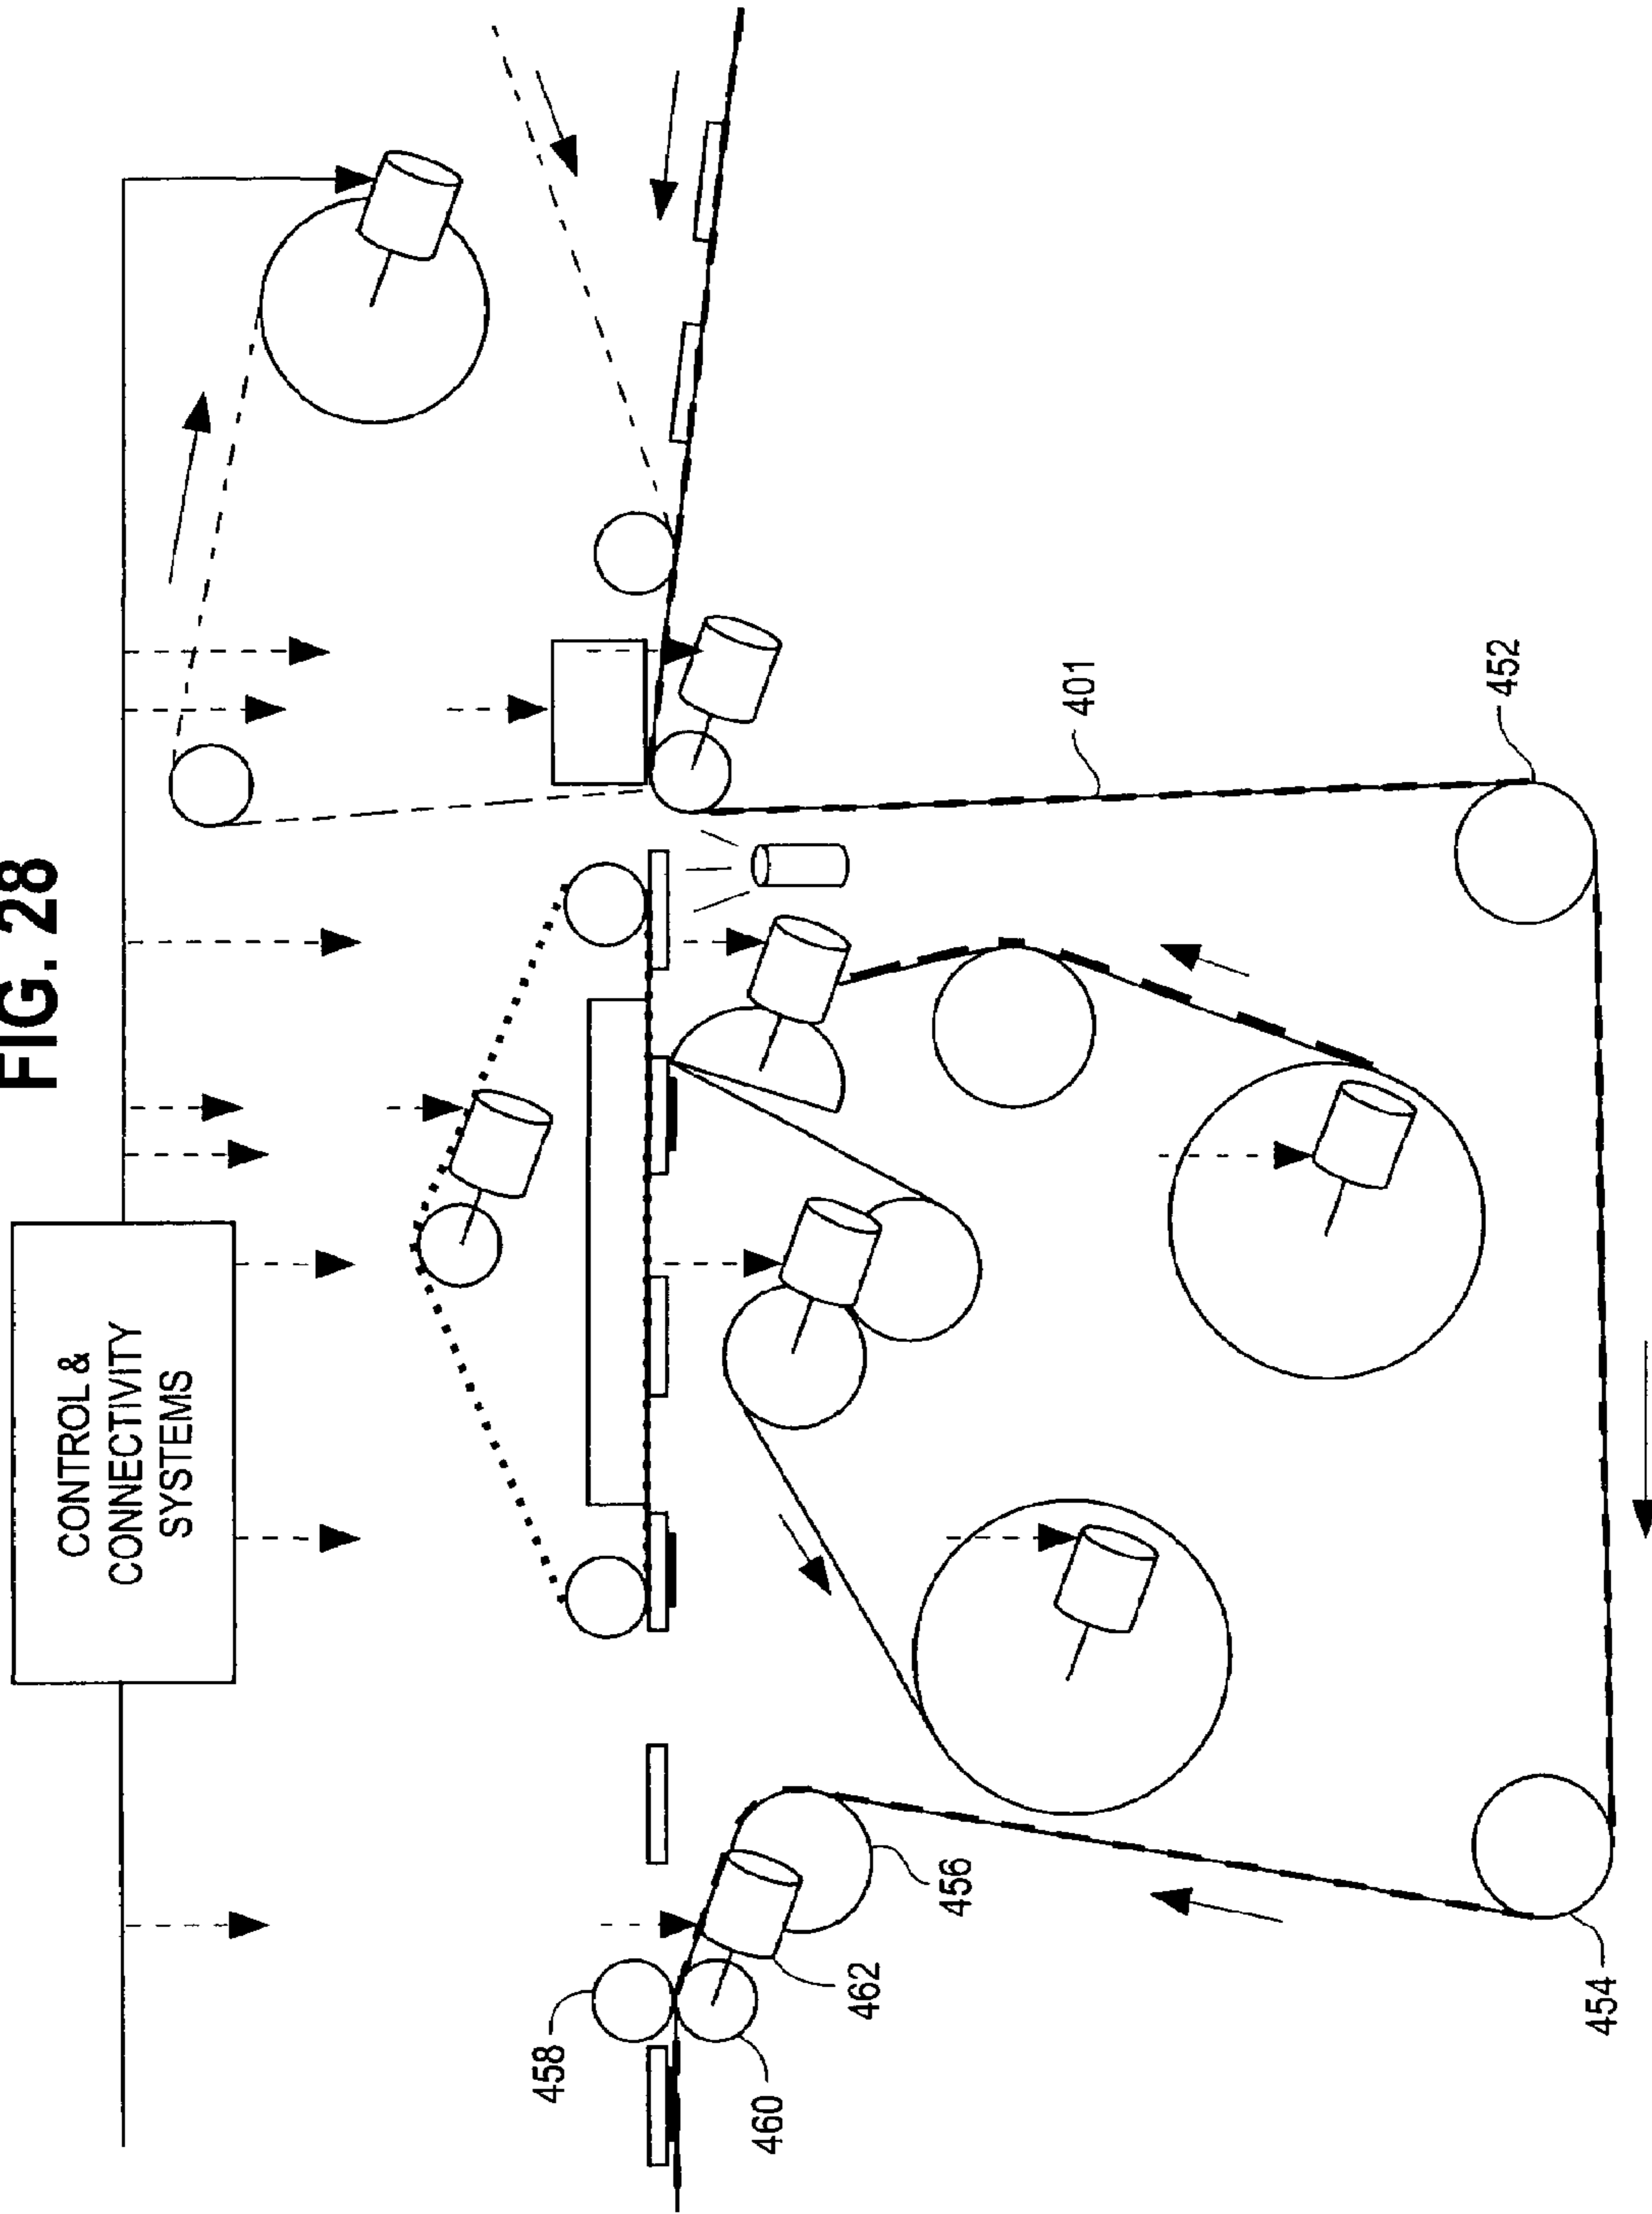 FIG. 28
CONTROL &
CONNECTIVITY
SYSTEMS
401
452
456
462
458
460
454